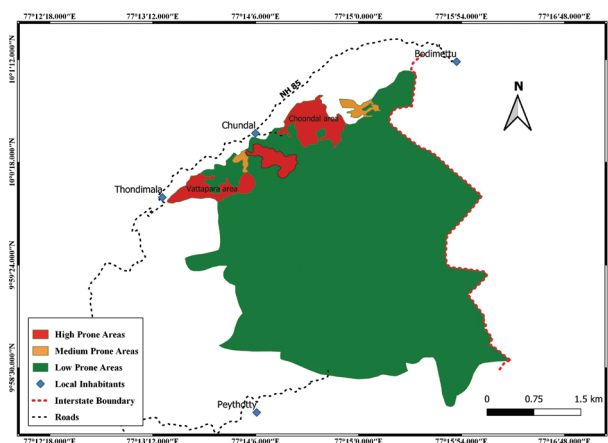 77°12'18.000"E 77°13'12.000"E 77°14'6.000"E 77°15'0.000"E 77°15'54.000"E 77°16'48.000"E
10°1'12.000"N
10°0'18.000"N
9°59'24.000"N
9°58'30.000"N
Bodimettu
N
NH 85
Choondal area
Chundal
Thondimala
Vattapara area
High Prone Areas
Medium Prone Areas
Low Prone Areas
Local Inhabitants
Interstate Boundary
Roads
Peythotty
0 0.75 1.5 km
77°12'18.000"E 77°13'12.000"E 77°14'6.000"E 77°15'0.000"E 77°15'54.000"E 77°16'48.000"E